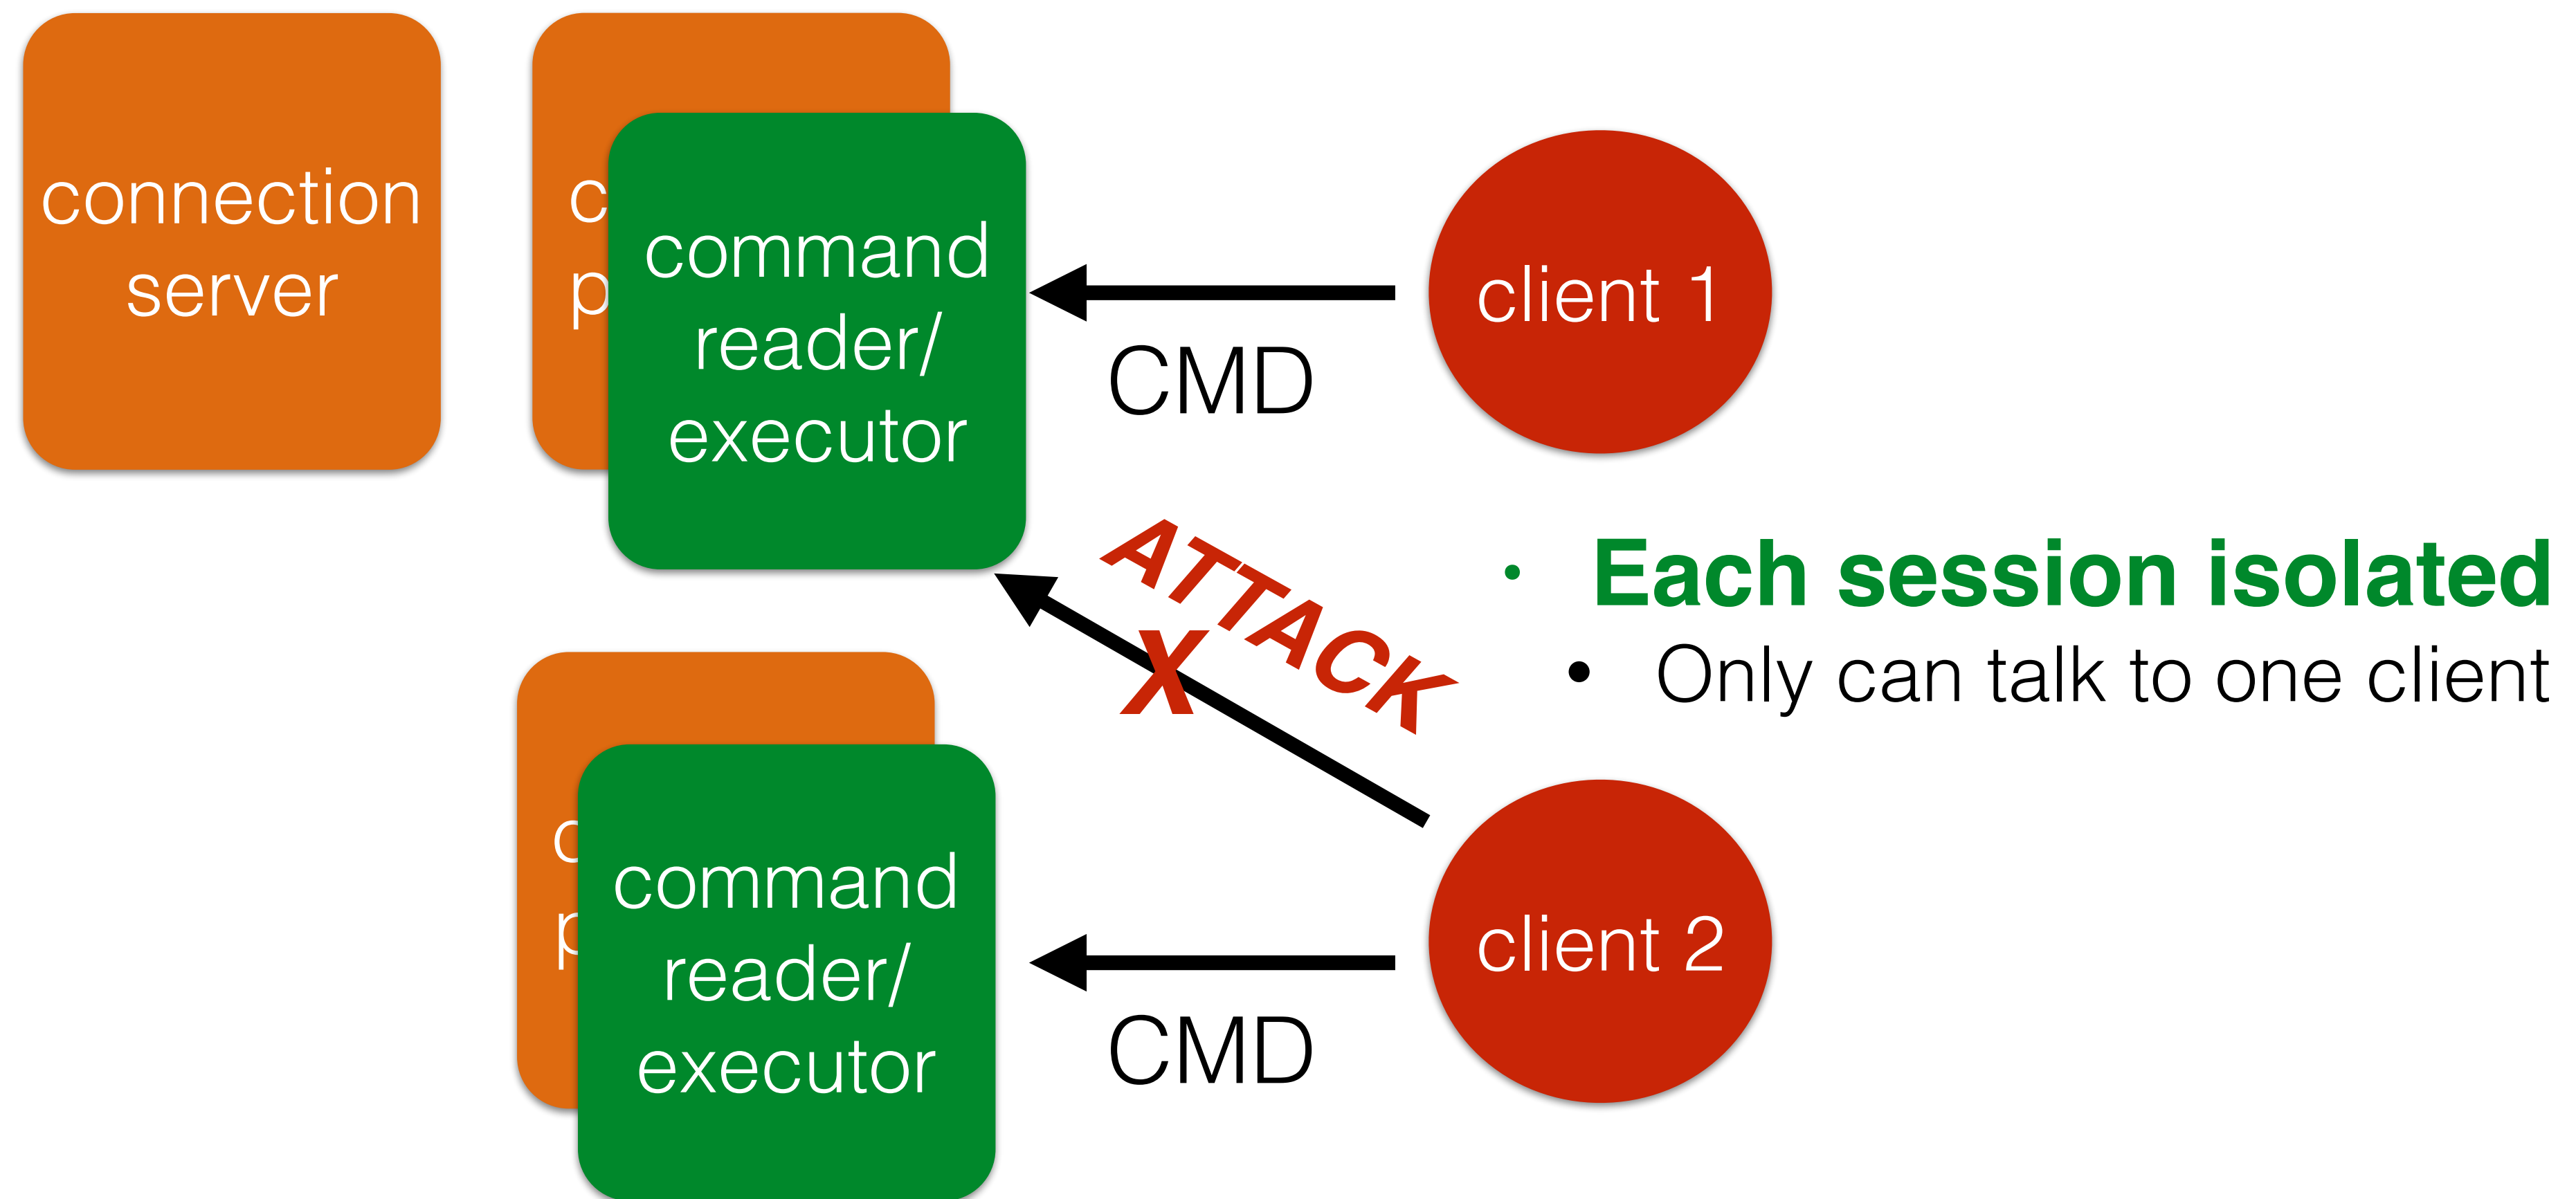 connection
server
c
p
command
reader/
executor
CMD
client 1
ATTACK
X
• Each session isolated
• Only can talk to one client
c
p
command
reader/
executor
CMD
client 2